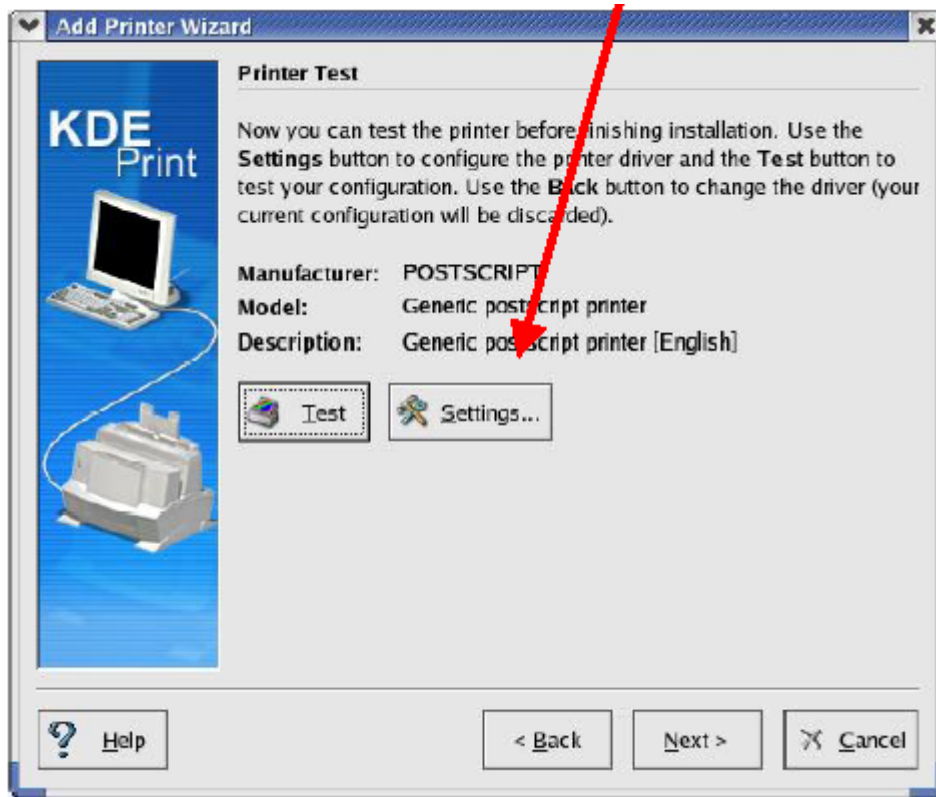 Add Printer Wizard
KDE
Print
Printer Test
Now you can test the printer before finishing installation. Use the
Settings button to configure the printer driver and the Test button to
test your configuration. Use the Back button to change the driver (your
current configuration will be discarded).
Manufacturer: POSTSCRIPT
Model: Generic postscript printer
Description: Generic postscript printer [English]
Test Settings...
Help < Back Next > Cancel